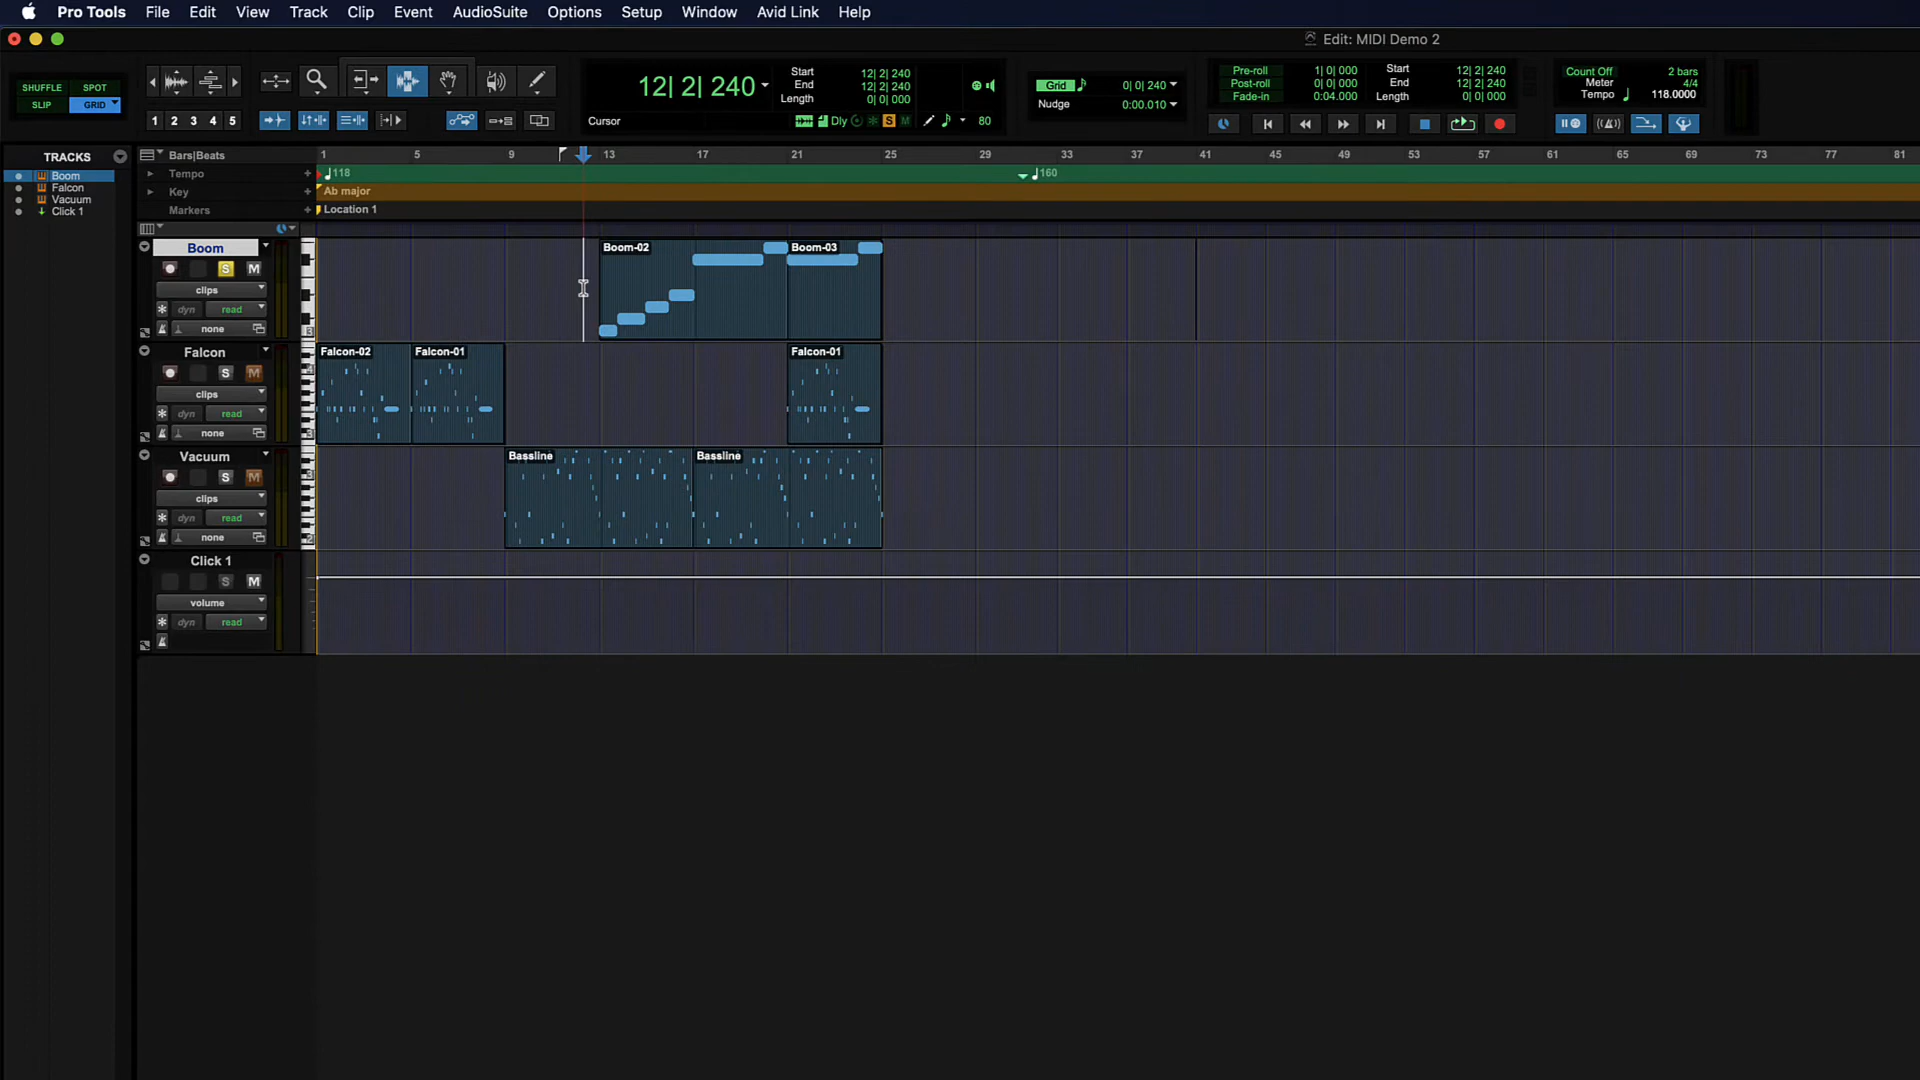 Pro Tools File Edit View Track Clip Event AudioSuite Options Setup Window Avid Link Help
Edit: MIDI Demo 2
SHUFFLE SPOT
SLIP GRID
1 2 3 4 5
12| 2| 240
Start 12| 2| 240
End 12| 2| 240
Length 0| 0| 000
Cursor Dly S M 80
Grid 0| 0| 240
Nudge 0:00.010
Pre-roll 1| 0| 000
Post-roll 0| 0| 000
Fade-in 0:04.000
Start 12| 2| 240
End 12| 2| 240
Length 0| 0| 000
Count Off 2 bars
Meter 4/4
Tempo 118.0000
TRACKS
Boom
Falcon
Vacuum
Click 1
Bars|Beats 1 5 9 13 17 21 25 29 33 37 41 45 49 53 57 61 65 69 73 77 81
Tempo + 118 160
Key + Ab major
Markers + Location 1
Boom
S M
clips
dyn read
none
Boom-02 Boom-03
Falcon
S M
clips
dyn read
none
Falcon-02 Falcon-01 Falcon-01
Vacuum
S M
clips
dyn read
none
Bassline Bassline
Click 1
S M
volume
dyn read